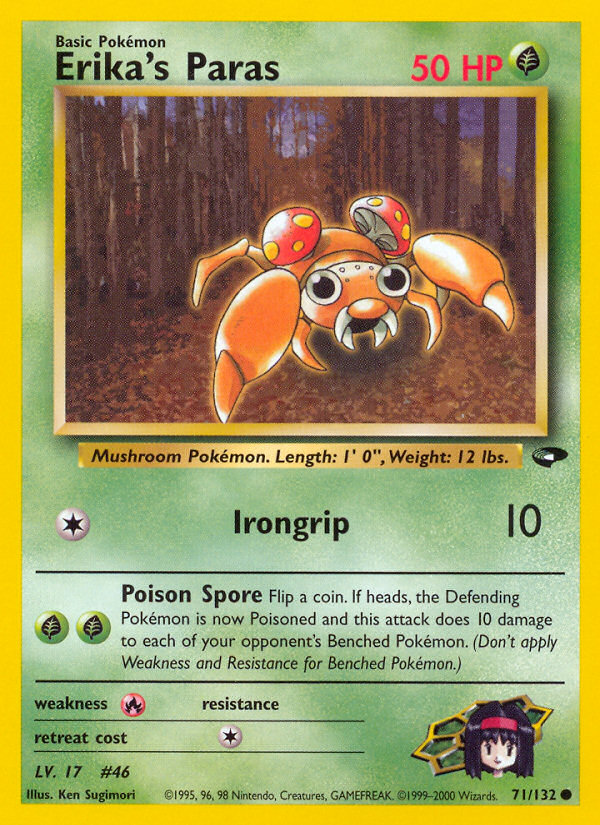 Basic Pokémon
Erika's Paras
50 HP
Mushroom Pokémon. Length: 1' 0", Weight: 12 lbs.
Irongrip 10
Poison Spore Flip a coin. If heads, the Defending
Pokémon is now Poisoned and this attack does 10 damage
to each of your opponent's Benched Pokémon. (Don't apply
Weakness and Resistance for Benched Pokémon.)
weakness resistance
retreat cost
LV. 17 #46
Illus. Ken Sugimori ©1995, 96, 98 Nintendo, Creatures, GAMEFREAK. ©1999-2000 Wizards. 71/132